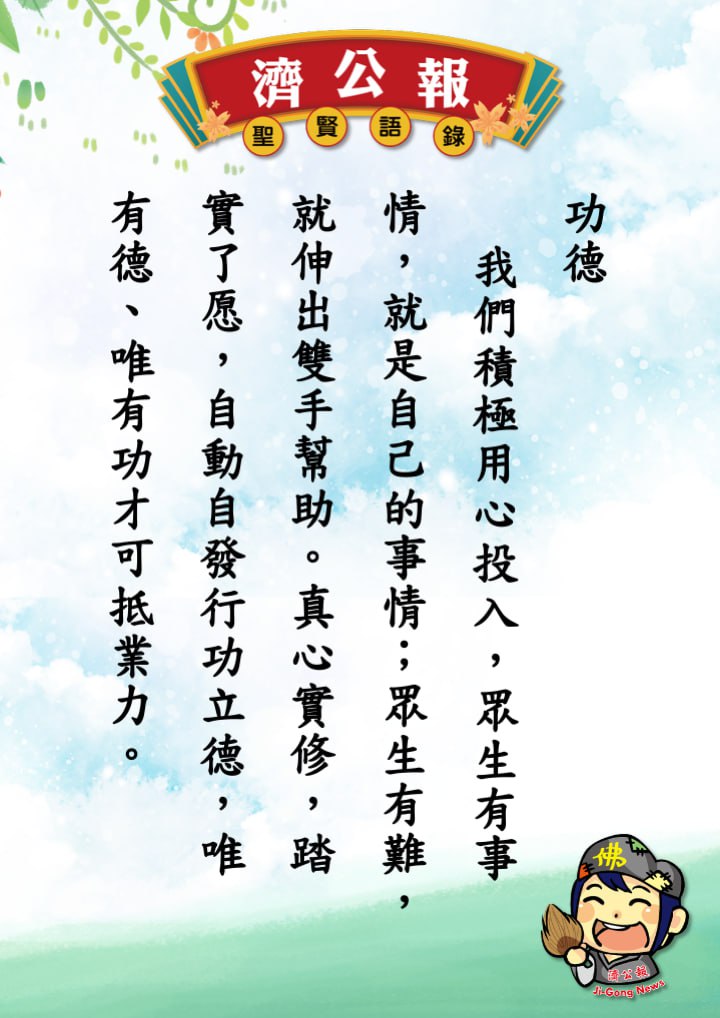 濟公報
聖賢語錄
功德
我們積極用心投入，眾生有事
情，就是自己的事情；眾生有難，
就伸出雙手幫助。真心實修，踏
實了愿，自動自發行功立德，唯
有德、唯有功才可抵業力。
佛
濟公報
Ji-Gong News